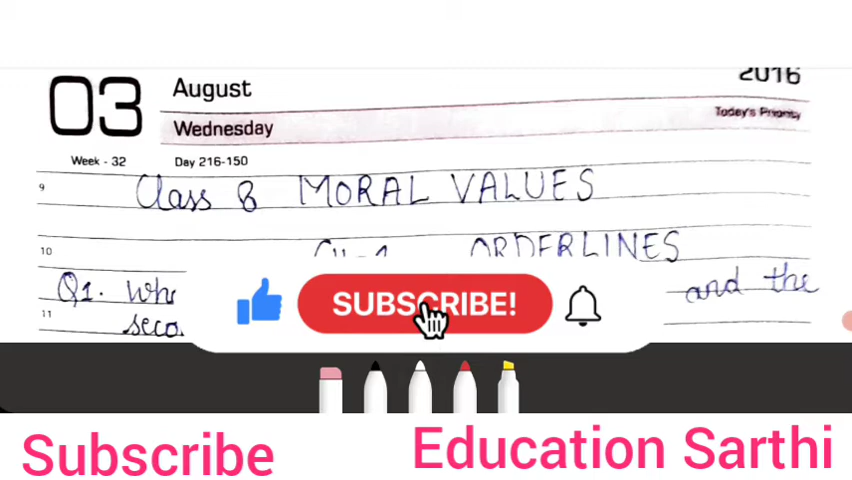 03 August 2016
Wednesday Today's Priority
Week - 32 Day 216-150
9 Class 8 MORAL VALUES
10
Q1. and the
11
SUBSCRIBE!
Subscribe Education Sarthi